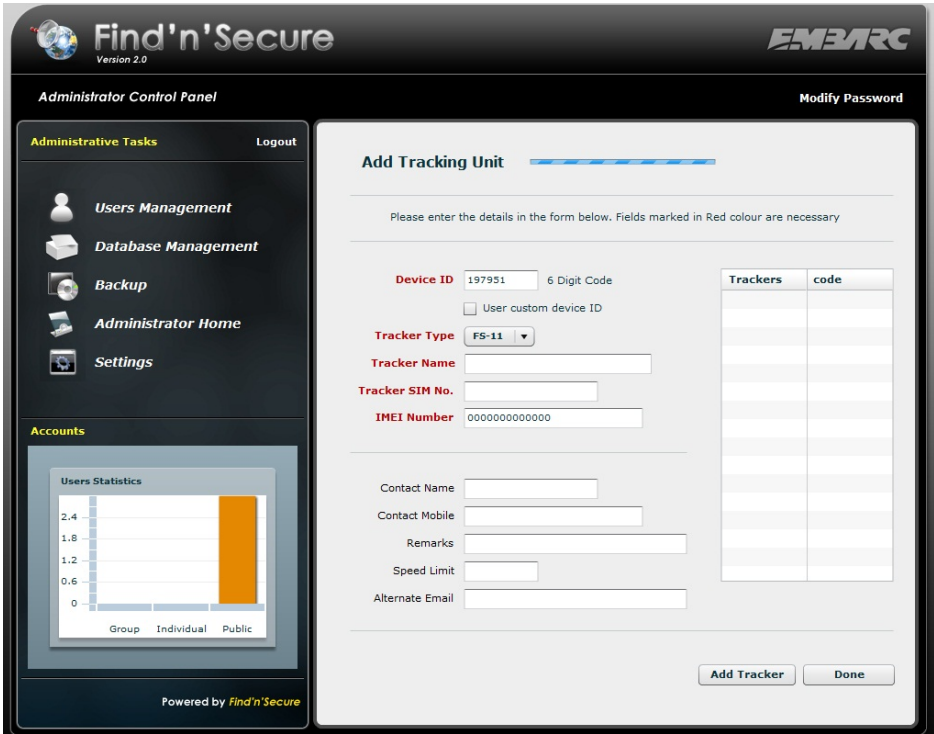 Find'n'Secure
Version 2.0
EMBARC
Administrator Control Panel
Modify Password
Administrative Tasks
Logout
Users Management
Database Management
Backup
Administrator Home
Settings
Accounts
Users Statistics
2.4
1.8
1.2
0.6
0
Group Individual Public
Powered by Find'n'Secure
Add Tracking Unit
Please enter the details in the form below. Fields marked in Red colour are necessary
Device ID 197951 6 Digit Code
User custom device ID
Tracker Type FS-11
Tracker Name
Tracker SIM No.
IMEI Number 0000000000000
Contact Name
Contact Mobile
Remarks
Speed Limit
Alternate Email
Trackers code
Add Tracker Done